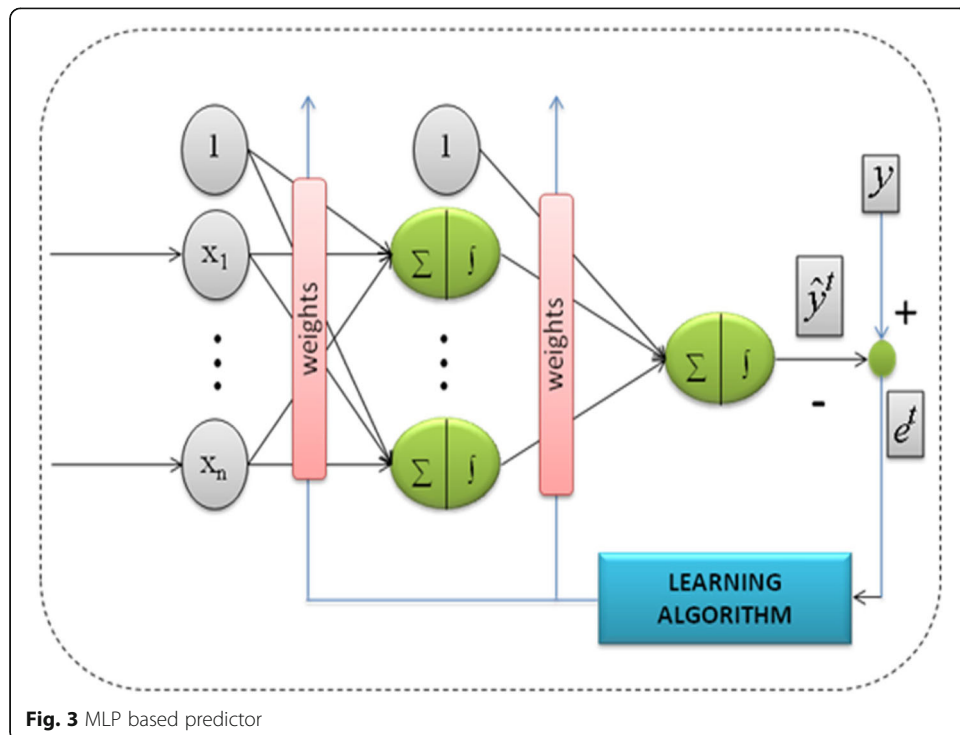 1
1
y
x₁
∑ ∫
weights
weights
ŷᵗ
+
∑ ∫
-
eᵗ
xₙ
∑ ∫
LEARNING
ALGORITHM
Fig. 3 MLP based predictor